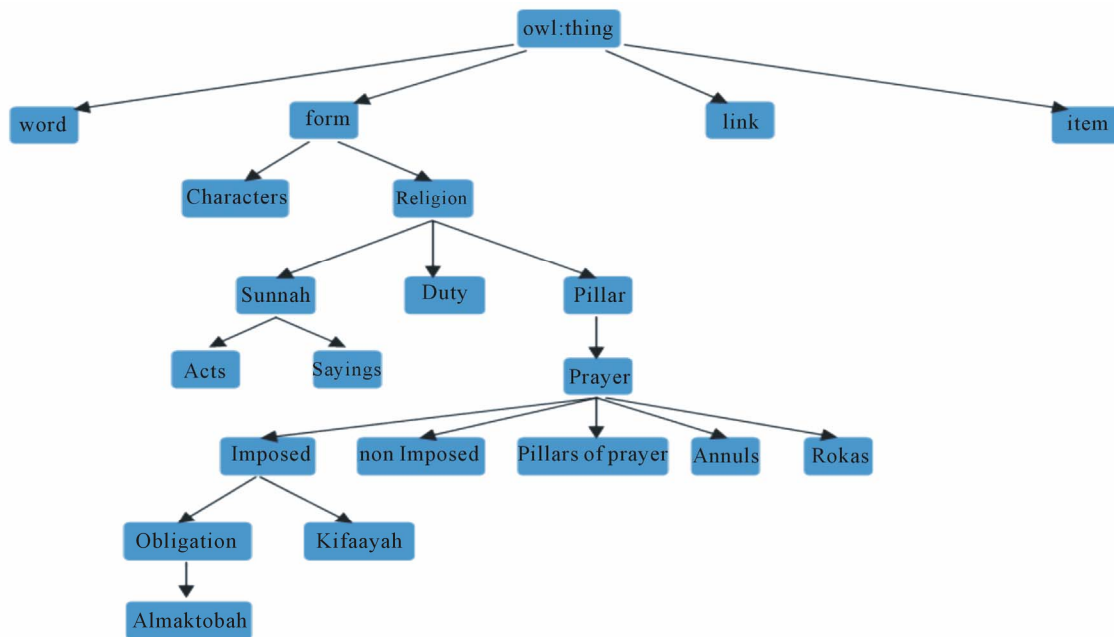 owl:thing
word
form
link
item
Characters
Religion
Sunnah
Duty
Pillar
Acts
Sayings
Prayer
Imposed
non Imposed
Pillars of prayer
Annuls
Rokas
Obligation
Kifaayah
Almaktobah